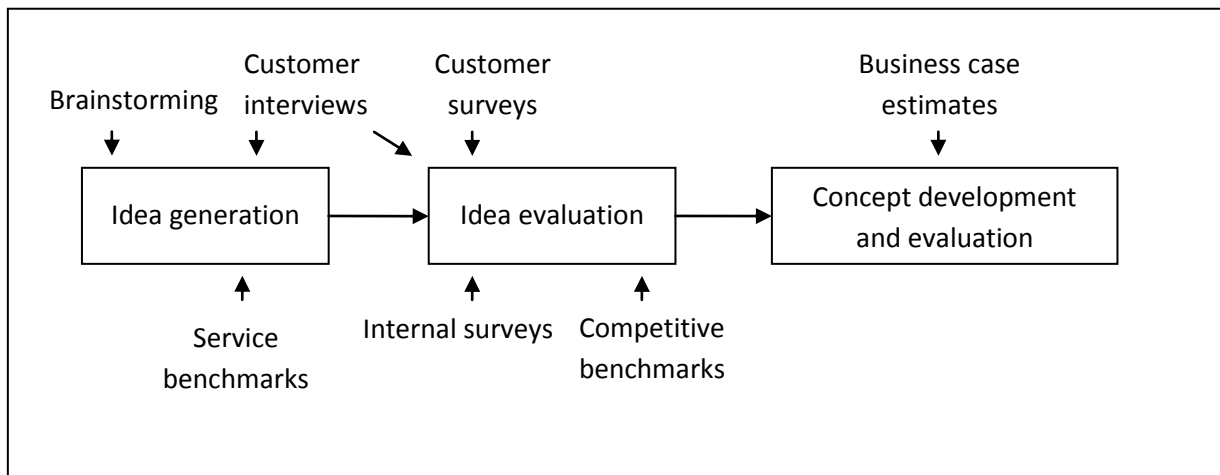 Brainstorming
Customer
interviews
Customer
surveys
Business case
estimates
Idea generation
Idea evaluation
Concept development
and evaluation
Service
benchmarks
Internal surveys
Competitive
benchmarks